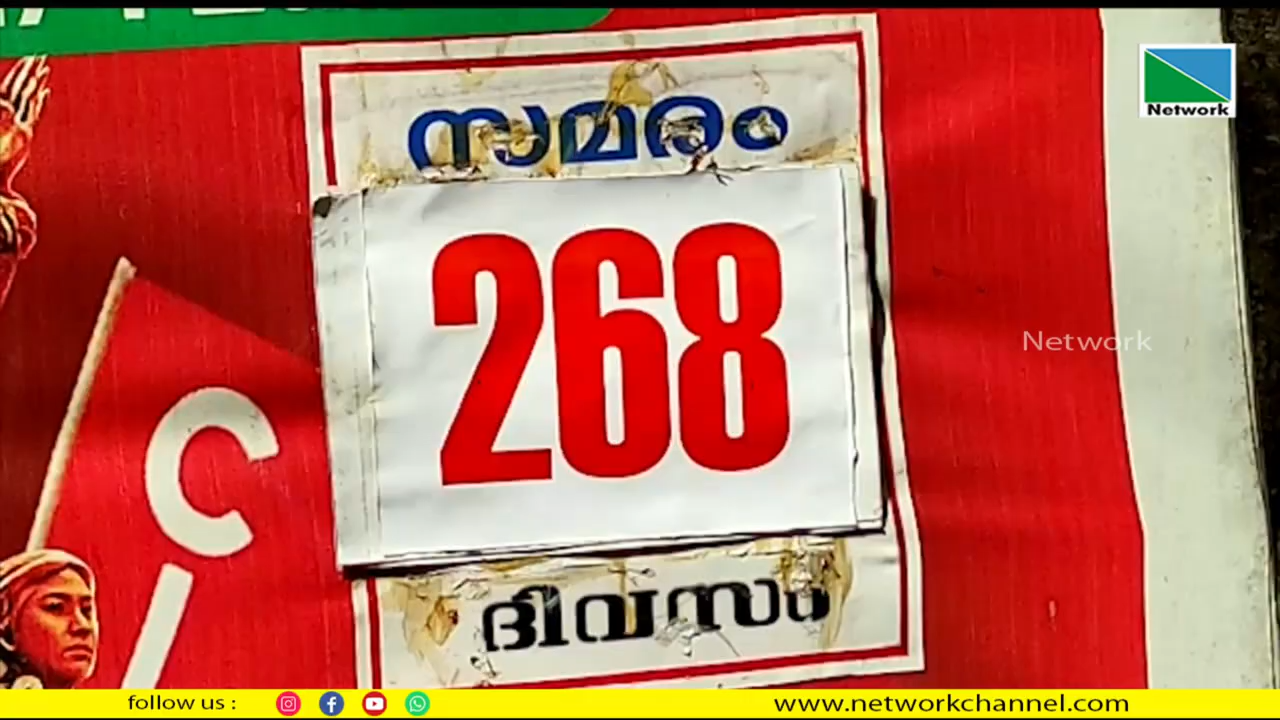 Network
സമരം
268
Network
ദിവസം
follow us :
www.networkchannel.com